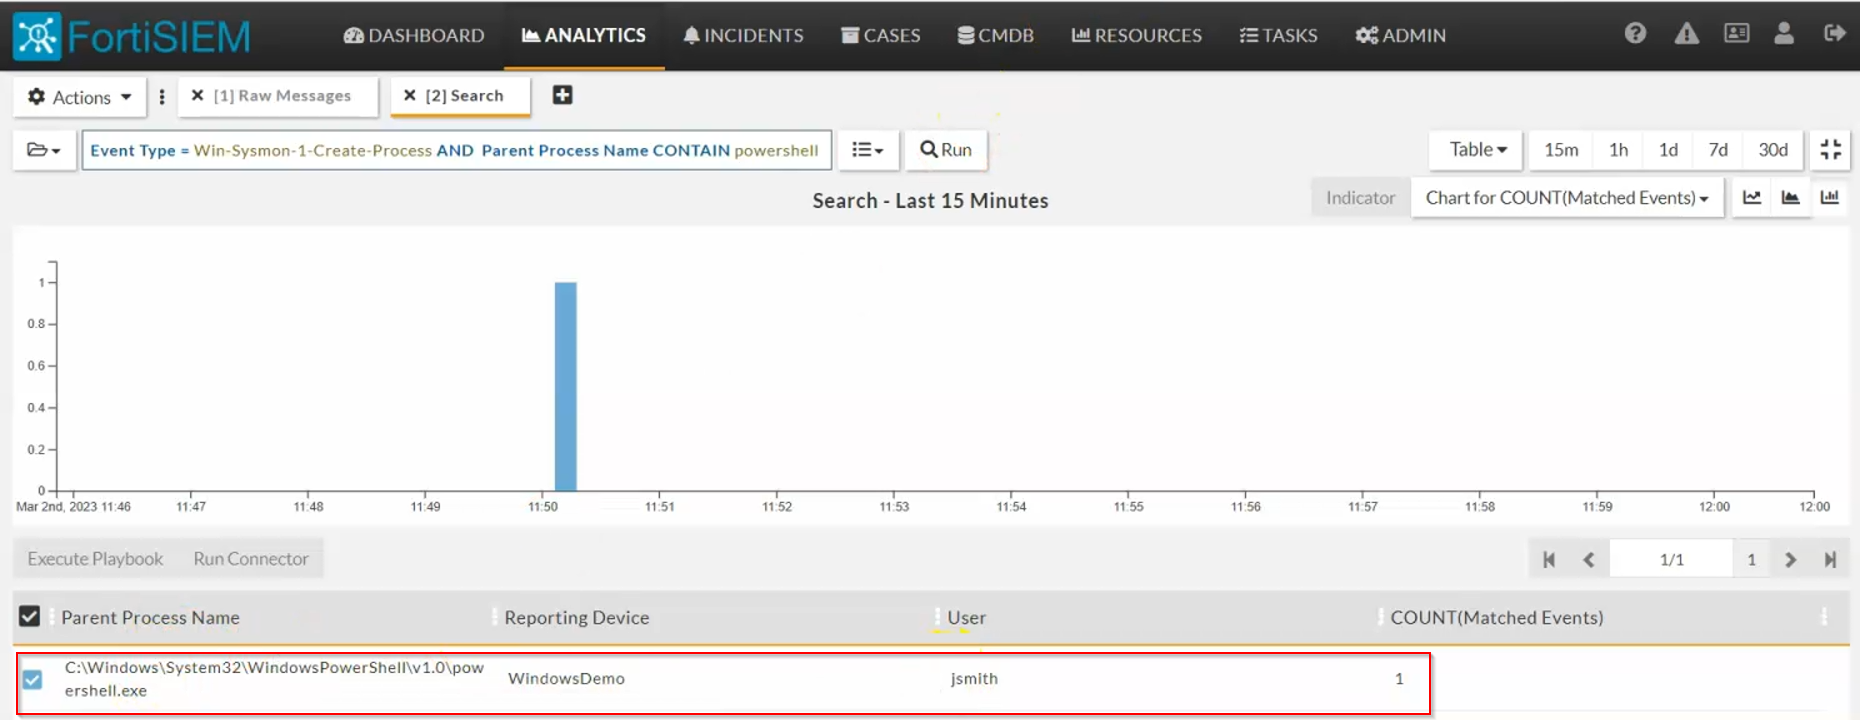 FortiSIEM
DASHBOARD ANALYTICS INCIDENTS CASES CMDB RESOURCES TASKS ADMIN
Actions [1] Raw Messages [2] Search
Event Type = Win-Sysmon-1-Create-Process AND Parent Process Name CONTAIN powershell Run Table 15m 1h 1d 7d 30d
Search - Last 15 Minutes Indicator Chart for COUNT(Matched Events)
1
0.8
0.6
0.4
0.2
0
Mar 2nd, 2023 11:46 11:47 11:48 11:49 11:50 11:51 11:52 11:53 11:54 11:55 11:56 11:57 11:58 11:59 12:00 12:00
Execute Playbook Run Connector 1/1 1
Parent Process Name Reporting Device User COUNT(Matched Events)
C:\Windows\System32\WindowsPowerShell\v1.0\pow
ershell.exe
WindowsDemo jsmith 1